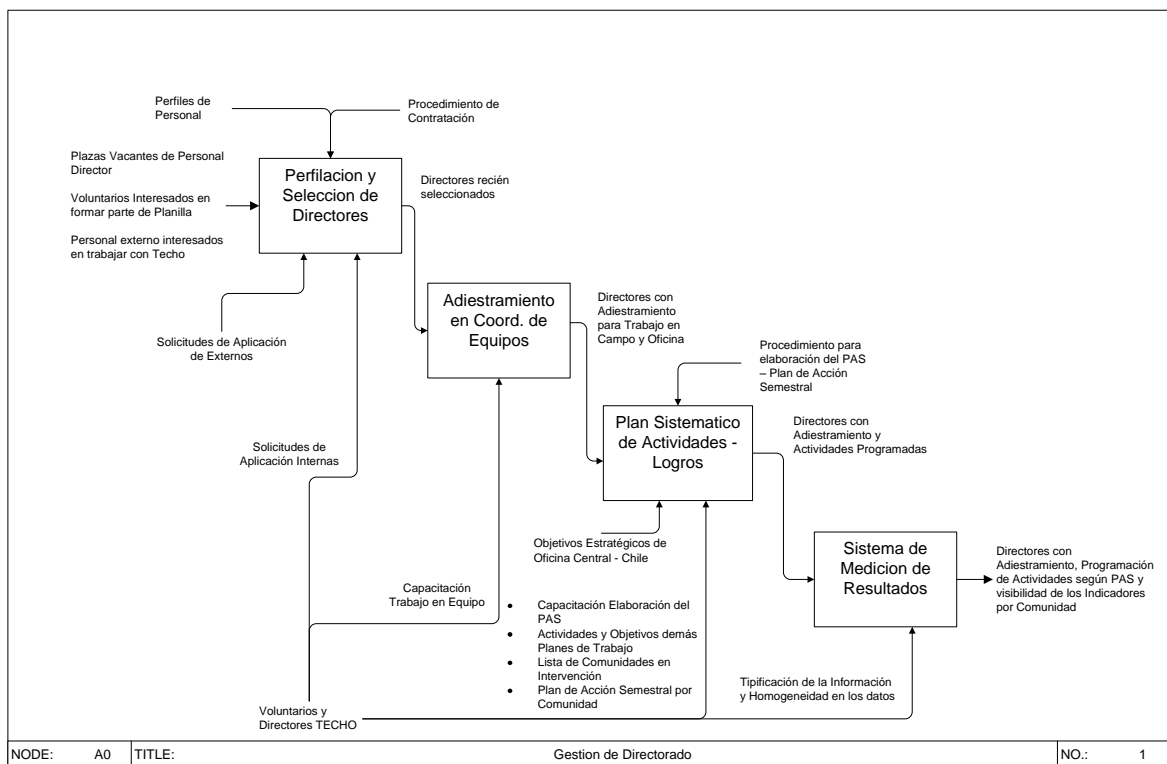 Perfiles de
Personal
Procedimiento de
Contratación
Plazas Vacantes de Personal
Director
Voluntarios Interesados en
formar parte de Planilla
Personal externo interesados
en trabajar con Techo
Perfilacion y
Seleccion de
Directores
Directores recién
seleccionados
Solicitudes de Aplicación
de Externos
Adiestramiento
en Coord. de
Equipos
Directores con
Adiestramiento
para Trabajo en
Campo y Oficina
Procedimiento para
elaboración del PAS
– Plan de Acción
Semestral
Solicitudes de
Aplicación Internas
Plan Sistematico
de Actividades -
Logros
Directores con
Adiestramiento y
Actividades Programadas
Objetivos Estratégicos de
Oficina Central - Chile
Sistema de
Medicion de
Resultados
Directores con
Adiestramiento, Programación
de Actividades según PAS y
visibilidad de los Indicadores
por Comunidad
Capacitación
Trabajo en Equipo
• Capacitación Elaboración del
PAS
• Actividades y Objetivos demás
Planes de Trabajo
• Lista de Comunidades en
Intervención
• Plan de Acción Semestral por
Comunidad
Tipificación de la Información
y Homogeneidad en los datos
Voluntarios y
Directores TECHO
NODE: A0 TITLE: Gestion de Directorado NO.: 1